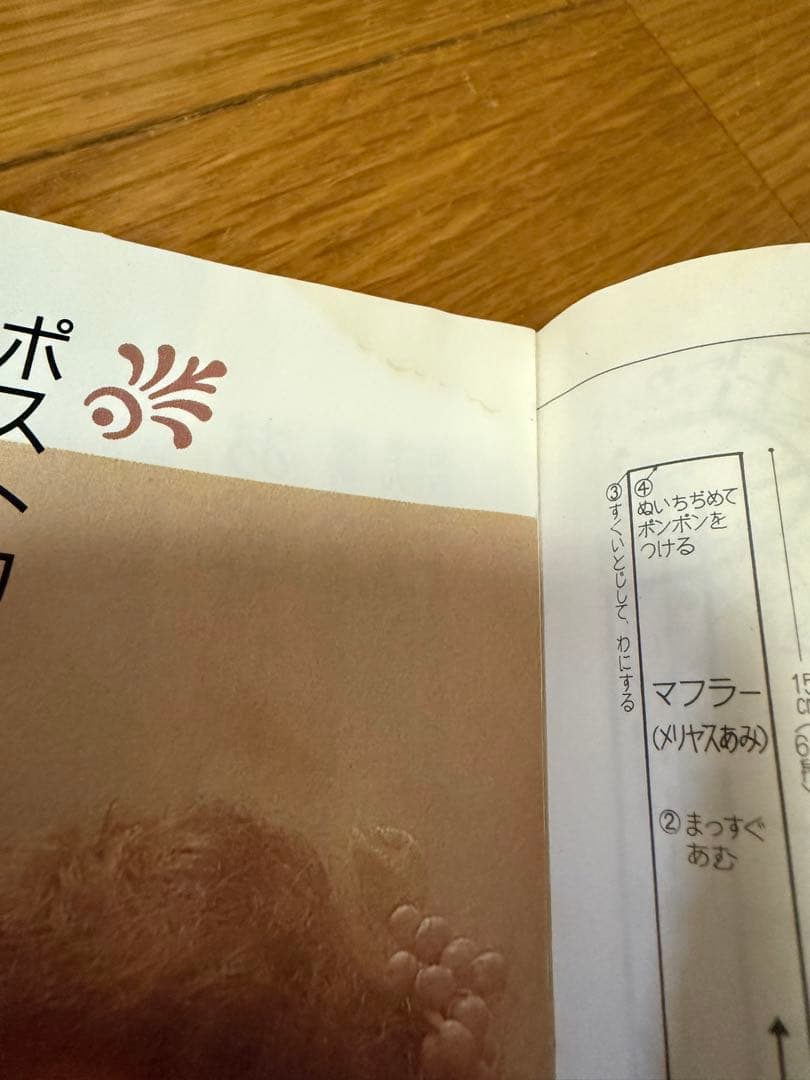 ポ
スト
③すくいとじして、わにする
④
ぬいちぢめて
ポンポンを
つける
マフラー
(メリヤスあみ)
②まっすぐ
あむ
15